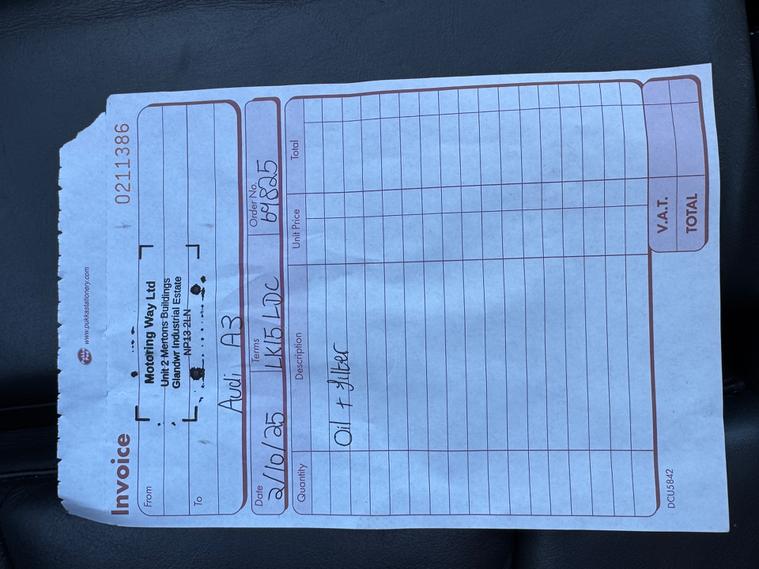 www.pukkastationery.com
Invoice 0211386
From
Motoring Way Ltd
Unit 2 Mertons Buildings
Glandwr Industrial Estate
NP13 2LN
To
Audi A3
Date Terms Order No.
2/10/25 LK15 LDC 69825
Quantity Description Unit Price Total
Oil + filter
V.A.T.
TOTAL
DCU5842